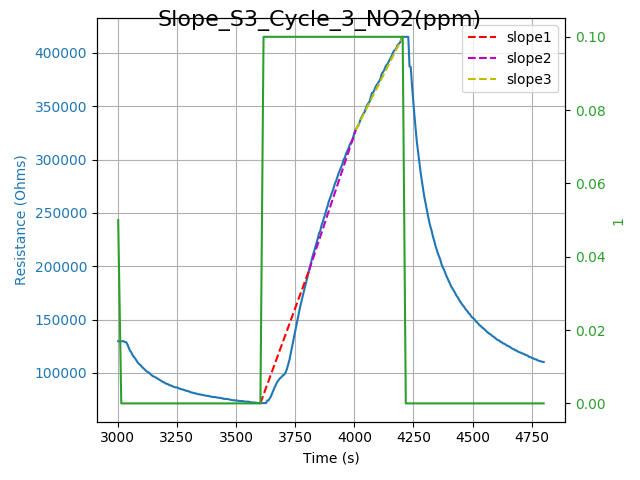 Slope_S3_Cycle_3_NO2(ppm)
slope1
slope2
slope3
400000
350000
300000
250000
200000
150000
100000
Resistance (Ohms)
0.10
0.08
0.06
0.04
0.02
0.00
1
3000 3250 3500 3750 4000 4250 4500 4750
Time (s)